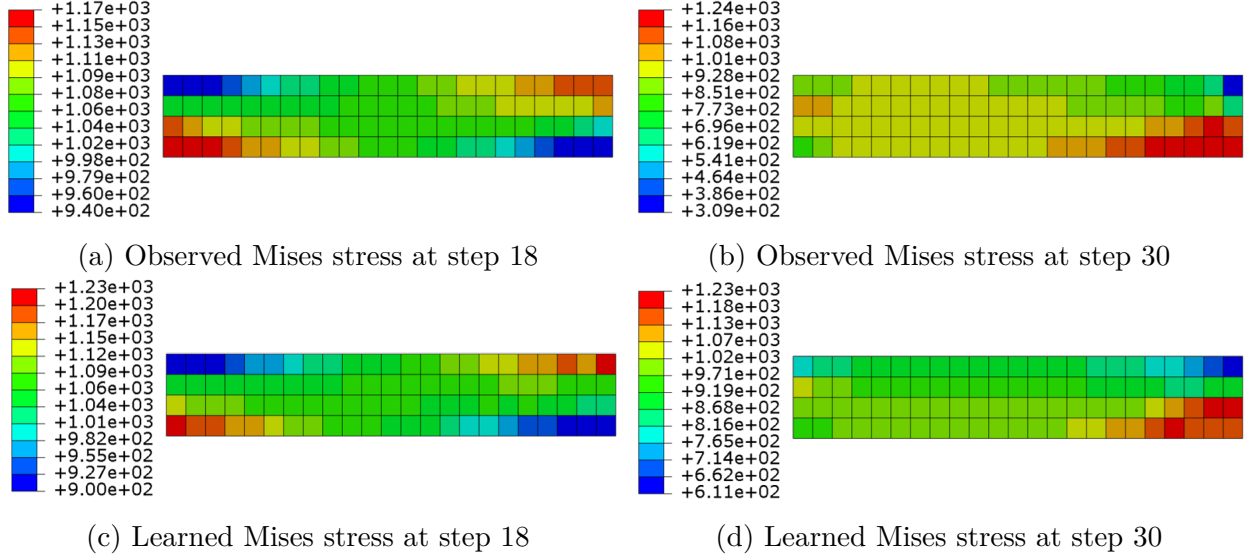 +1.17e+03
+1.15e+03
+1.13e+03
+1.11e+03
+1.09e+03
+1.08e+03
+1.06e+03
+1.04e+03
+1.02e+03
+9.98e+02
+9.79e+02
+9.60e+02
+9.40e+02
(a) Observed Mises stress at step 18
+1.24e+03
+1.16e+03
+1.08e+03
+1.01e+03
+9.28e+02
+8.51e+02
+7.73e+02
+6.96e+02
+6.19e+02
+5.41e+02
+4.64e+02
+3.86e+02
+3.09e+02
(b) Observed Mises stress at step 30
+1.23e+03
+1.20e+03
+1.17e+03
+1.15e+03
+1.12e+03
+1.09e+03
+1.06e+03
+1.04e+03
+1.01e+03
+9.82e+02
+9.55e+02
+9.27e+02
+9.00e+02
(c) Learned Mises stress at step 18
+1.23e+03
+1.18e+03
+1.13e+03
+1.07e+03
+1.02e+03
+9.71e+02
+9.19e+02
+8.68e+02
+8.16e+02
+7.65e+02
+7.14e+02
+6.62e+02
+6.11e+02
(d) Learned Mises stress at step 30